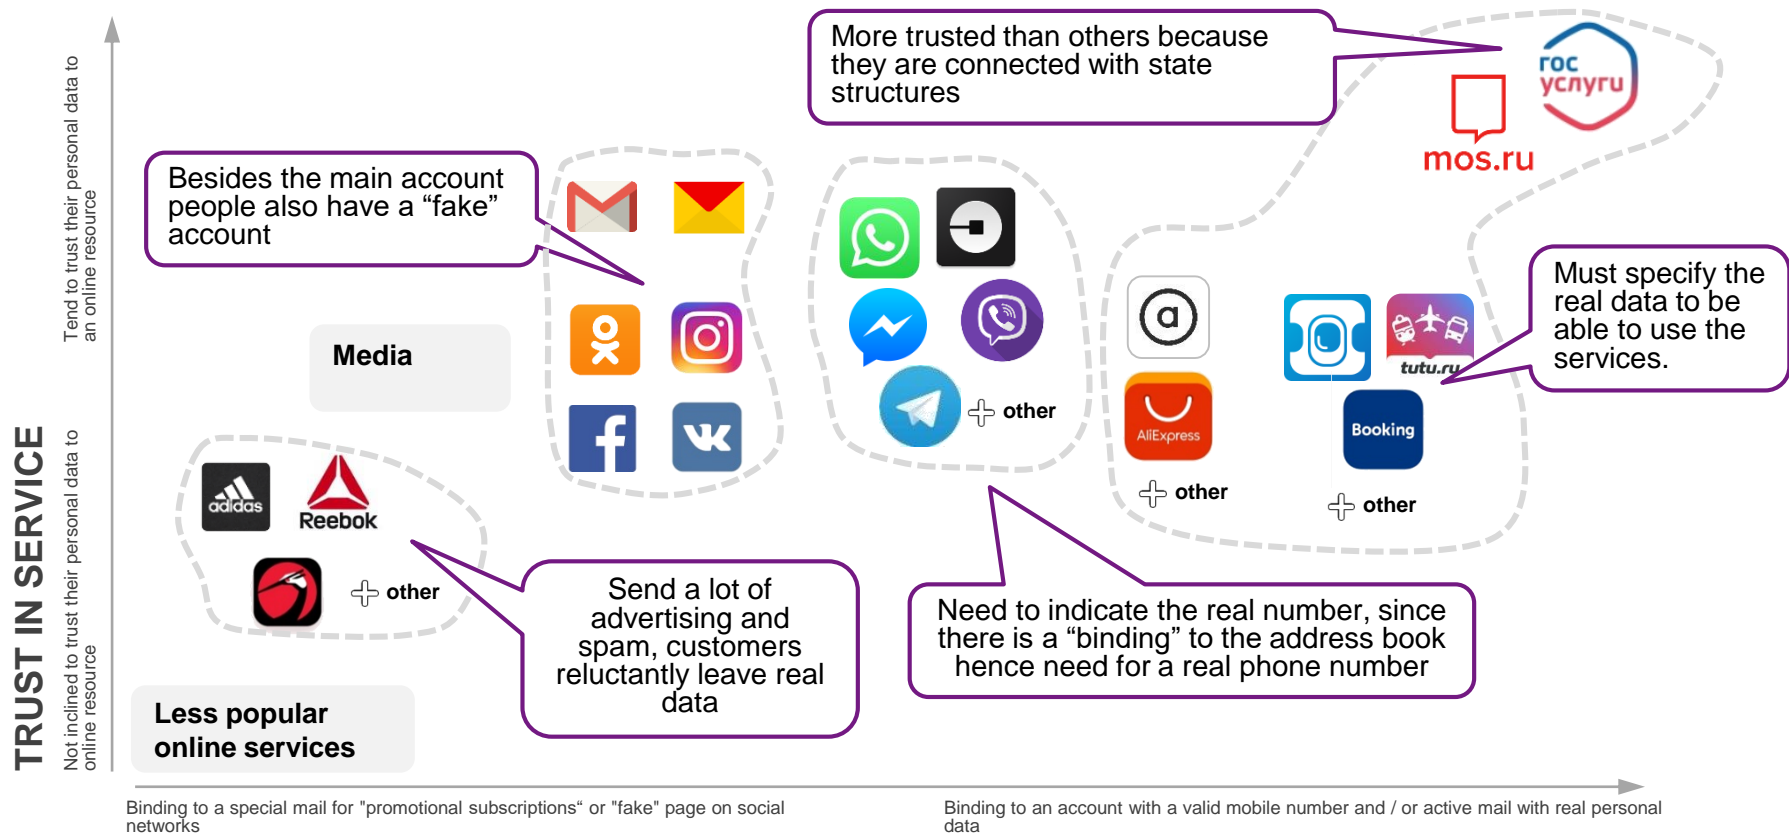 More trusted than others because
they are connected with state
structures
гос
услуги
mos.ru
Besides the main account
people also have a “fake”
account
Tend to trust their personal data to
an online resource
Must specify the
real data to be
able to use the
services.
a
tutu.ru
Media
other
AliExpress
Booking
f
other
other
adidas
Reebok
other
Send a lot of
advertising and
spam, customers
reluctantly leave real
data
Need to indicate the real number, since
there is a “binding” to the address book
hence need for a real phone number
TRUST IN SERVICE
Not inclined to trust their personal data to
online resource
Less popular
online services
Binding to a special mail for "promotional subscriptions“ or "fake" page on social
networks
Binding to an account with a valid mobile number and / or active mail with real personal
data